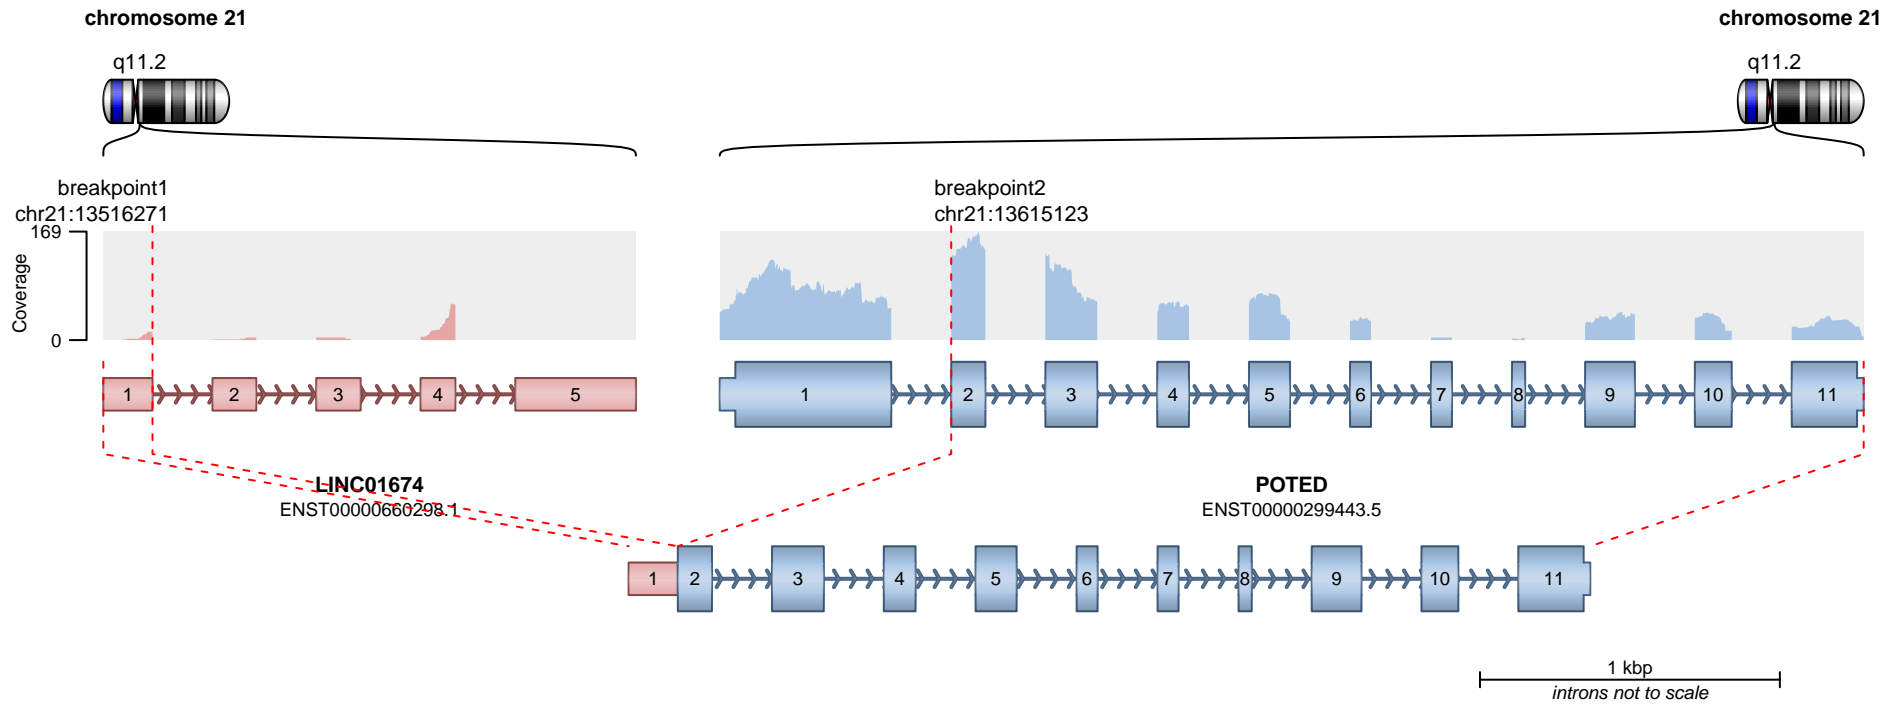 chromosome 21
chromosome 21
q11.2
q11.2
breakpoint1
chr21:13516271
breakpoint2
chr21:13615123
169
0
Coverage
1 2 3 4 5
1 2 3 4 5 6 7 8 9 10 11
LINC01674
ENST00000660298.1
POTED
ENST00000299443.5
1 2 3 4 5 6 7 8 9 10 11
1 kbp
introns not to scale